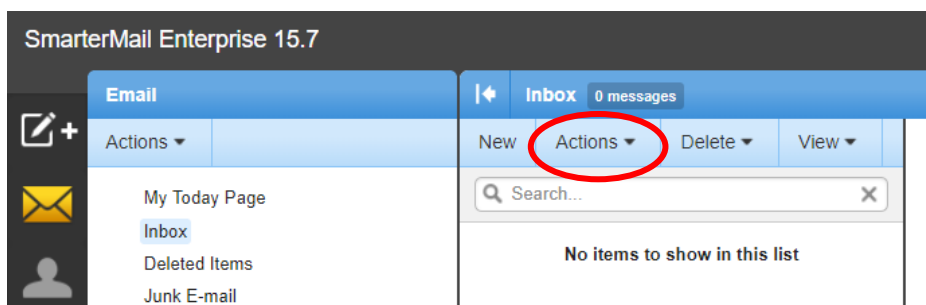 SmarterMail Enterprise 15.7
Email
Inbox 0 messages
Actions
New Actions Delete View
My Today Page
Search...
Inbox
No items to show in this list
Deleted Items
Junk E-mail